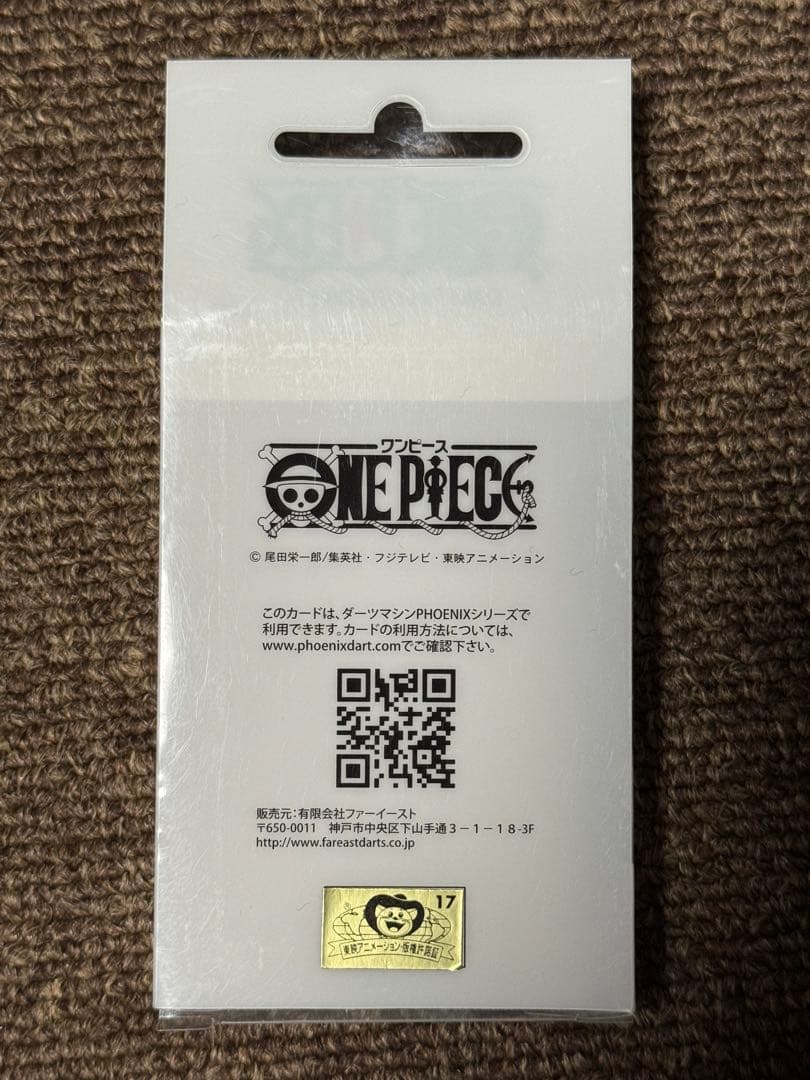 ワンピース
ONE PIECE
© 尾田栄一郎/集英社・フジテレビ・東映アニメーション
このカードは、ダーツマシンPHOENIXシリーズで
利用できます。カードの利用方法については、
www.phoenixdart.comでご確認下さい。
販売元:有限会社ファーイースト
〒650-0011 神戸市中央区下山手通3-1-18-3F
http://www.fareastdarts.co.jp
17
東映アニメーション・版権許諾証